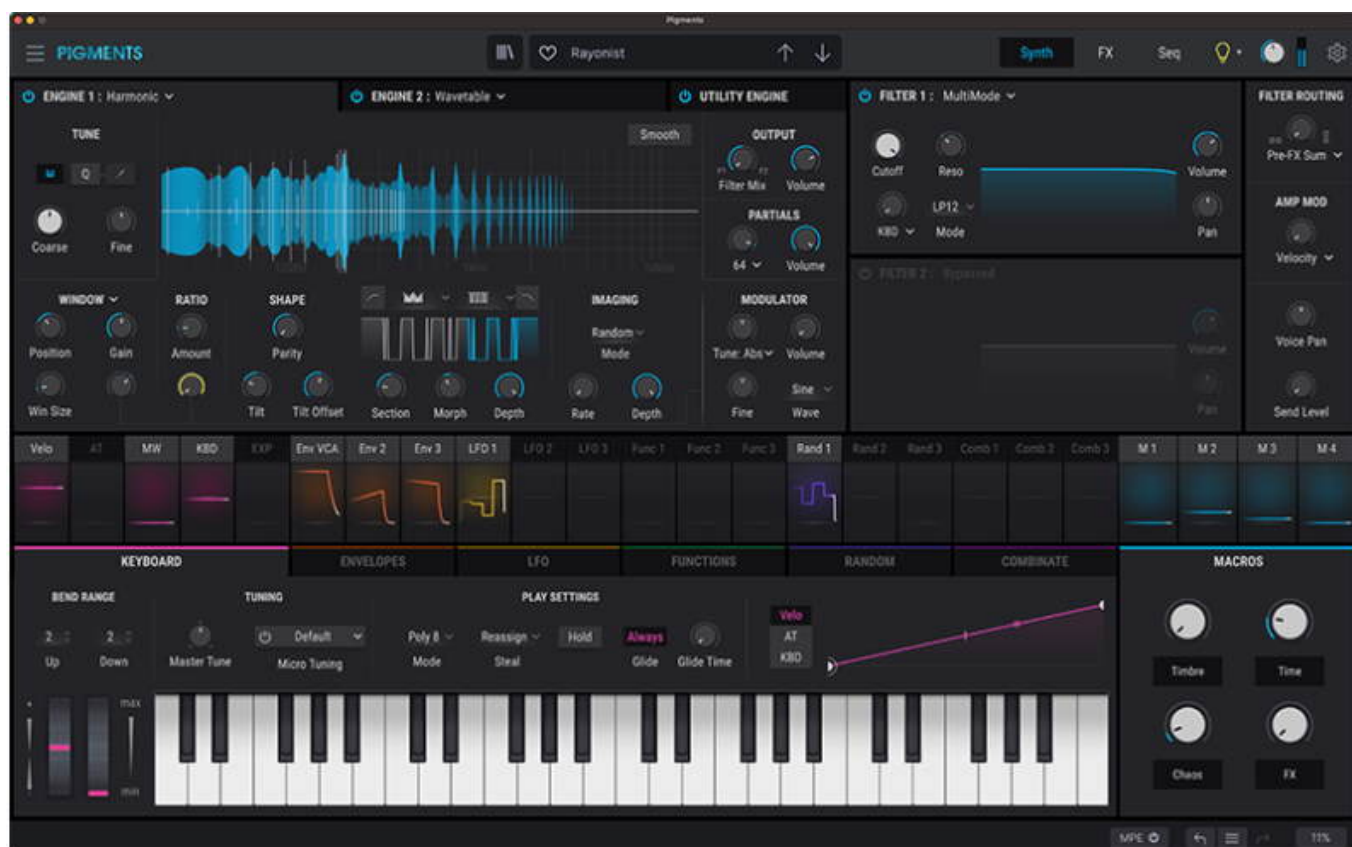 Pigments
PIGMENTS
Rayonist
Synth FX Seq
ENGINE 1 : Harmonic
ENGINE 2 : Wavetable
UTILITY ENGINE
FILTER 1 : MultiMode
FILTER ROUTING
TUNE
Smooth
OUTPUT
Q
F1 F2
Filter Mix Volume
Coarse Fine
PARTIALS
64 Volume
Cutoff Reso
Volume
LP12
KBD Mode
Pan
Pre-FX Sum
AMP MOD
Velocity
FILTER 2 : Bypassed
WINDOW RATIO SHAPE IMAGING MODULATOR
Position Gain Amount Parity
Random
Mode
Tune: Abs Volume
Volume
Voice Pan
Sine
Win Size Tilt Tilt Offset Section Morph Depth Rate Depth Fine Wave
Pan
Send Level
Velo AT MW KBD EXP Env VCA Env 2 Env 3 LFO 1 LFO 2 LFO 3 Func 1 Func 2 Func 3 Rand 1 Rand 2 Rand 3 Comb 1 Comb 2 Comb 3 M 1 M 2 M 3 M 4
KEYBOARD ENVELOPES LFO FUNCTIONS RANDOM COMBINATE MACROS
BEND RANGE TUNING PLAY SETTINGS
2 2 Default Poly 8 Reassign Hold Always
Up Down Master Tune Micro Tuning Mode Steal Glide Glide Time
Velo
AT
KBD
Timbre Time
+ max
- min
Chaos FX
MPE 11%